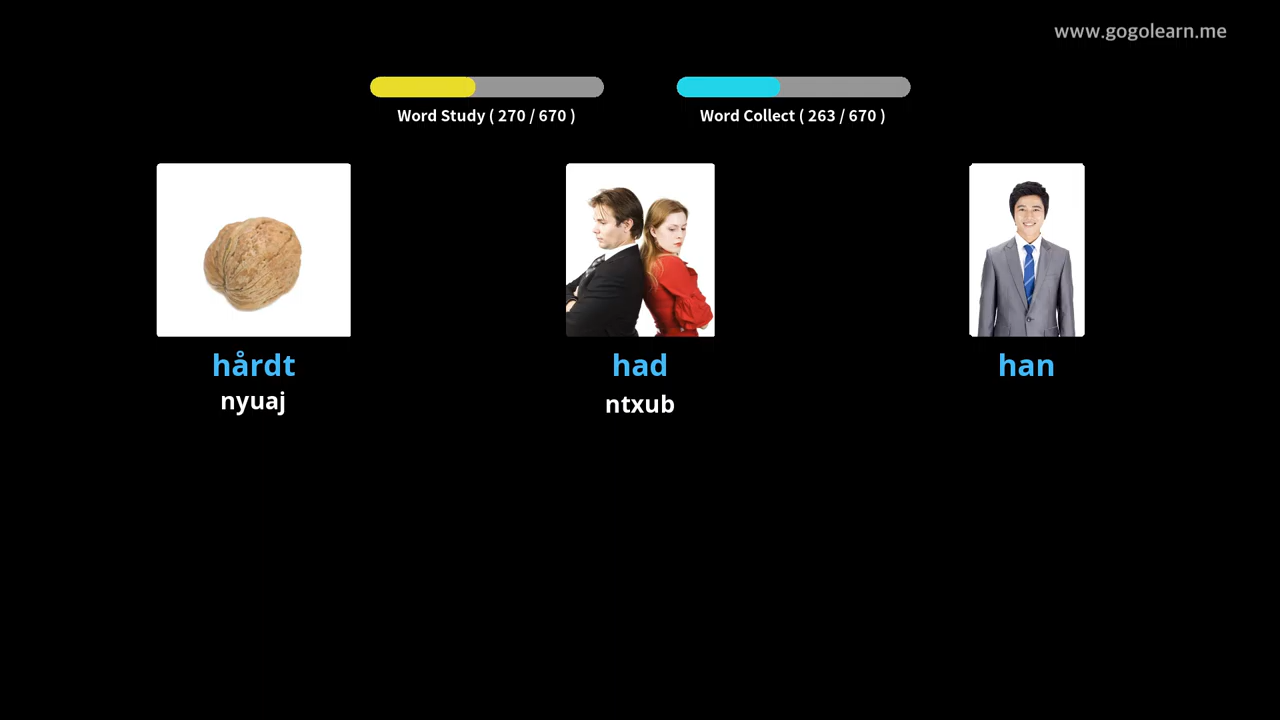 www.gogolearn.me
Word Study ( 270 / 670 )
Word Collect ( 263 / 670 )
hårdt
nyuaj
had
ntxub
han